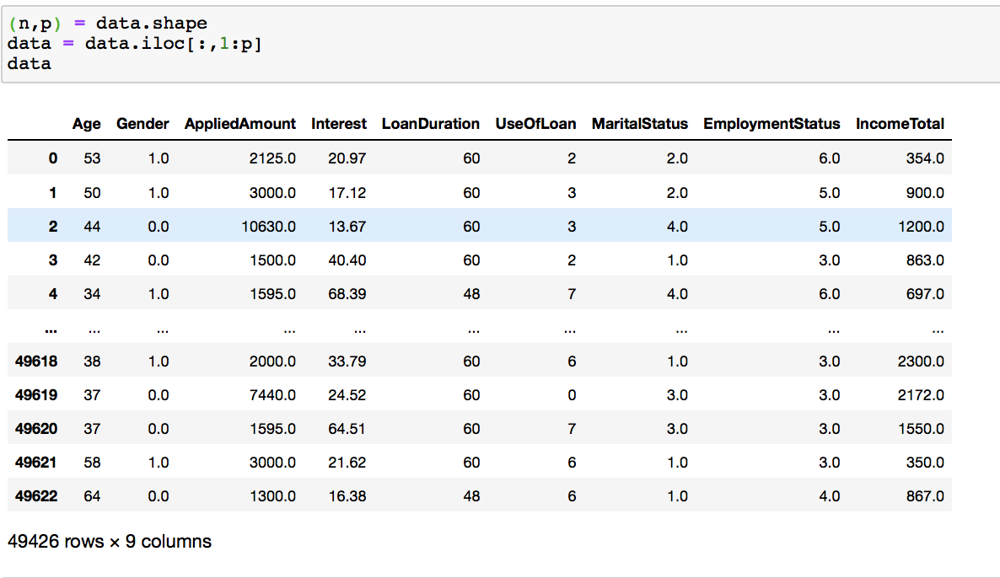 (n,p) = data.shape
data = data.iloc[:,1:p]
data
Age Gender AppliedAmount Interest LoanDuration UseOfLoan MaritalStatus EmploymentStatus IncomeTotal
0 53 1.0 2125.0 20.97 60 2 2.0 6.0 354.0
1 50 1.0 3000.0 17.12 60 3 2.0 5.0 900.0
2 44 0.0 10630.0 13.67 60 3 4.0 5.0 1200.0
3 42 0.0 1500.0 40.40 60 2 1.0 3.0 863.0
4 34 1.0 1595.0 68.39 48 7 4.0 6.0 697.0
... ... ... ... ... ... ... ... ... ...
49618 38 1.0 2000.0 33.79 60 6 1.0 3.0 2300.0
49619 37 0.0 7440.0 24.52 60 0 3.0 3.0 2172.0
49620 37 0.0 1595.0 64.51 60 7 3.0 3.0 1550.0
49621 58 1.0 3000.0 21.62 60 6 1.0 3.0 350.0
49622 64 0.0 1300.0 16.38 48 6 1.0 4.0 867.0
49426 rows × 9 columns